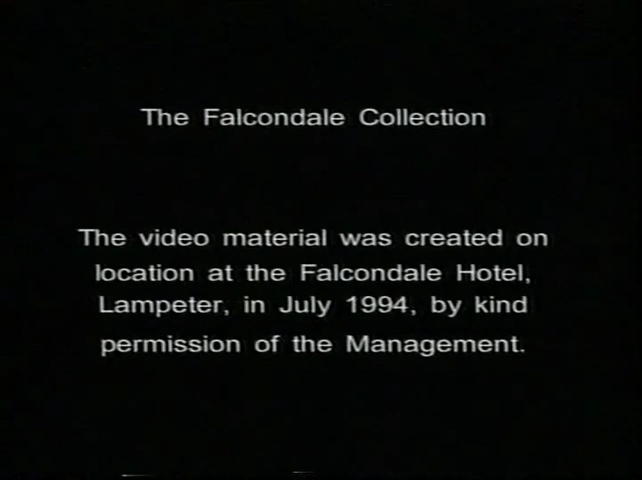 The Falcondale Collection
The video material was created on
location at the Falcondale Hotel,
Lampeter, in July 1994, by kind
permission of the Management.